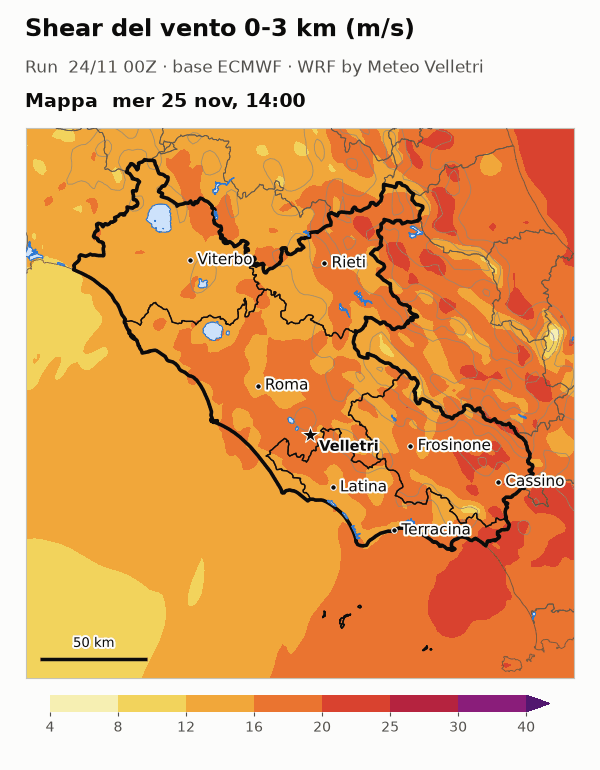 Shear del vento 0-3 km (m/s)
Run  24/11 00Z · base ECMWF · WRF by Meteo Velletri
Mappa  mer 25 nov, 14:00
Viterbo
Rieti
Roma
Velletri
Frosinone
Latina
Cassino
Terracina
50 km
4 8 12 16 20 25 30 40